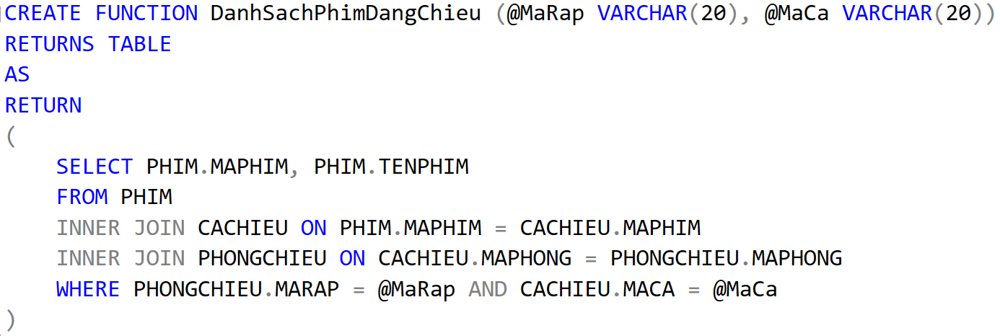 CREATE FUNCTION DanhSachPhimDangChieu (@MaRap VARCHAR(20), @MaCa VARCHAR(20))
RETURNS TABLE
AS
RETURN
(
    SELECT PHIM.MAPHIM, PHIM.TENPHIM
    FROM PHIM
    INNER JOIN CACHIEU ON PHIM.MAPHIM = CACHIEU.MAPHIM
    INNER JOIN PHONGCHIEU ON CACHIEU.MAPHONG = PHONGCHIEU.MAPHONG
    WHERE PHONGCHIEU.MARAP = @MaRap AND CACHIEU.MACA = @MaCa
)